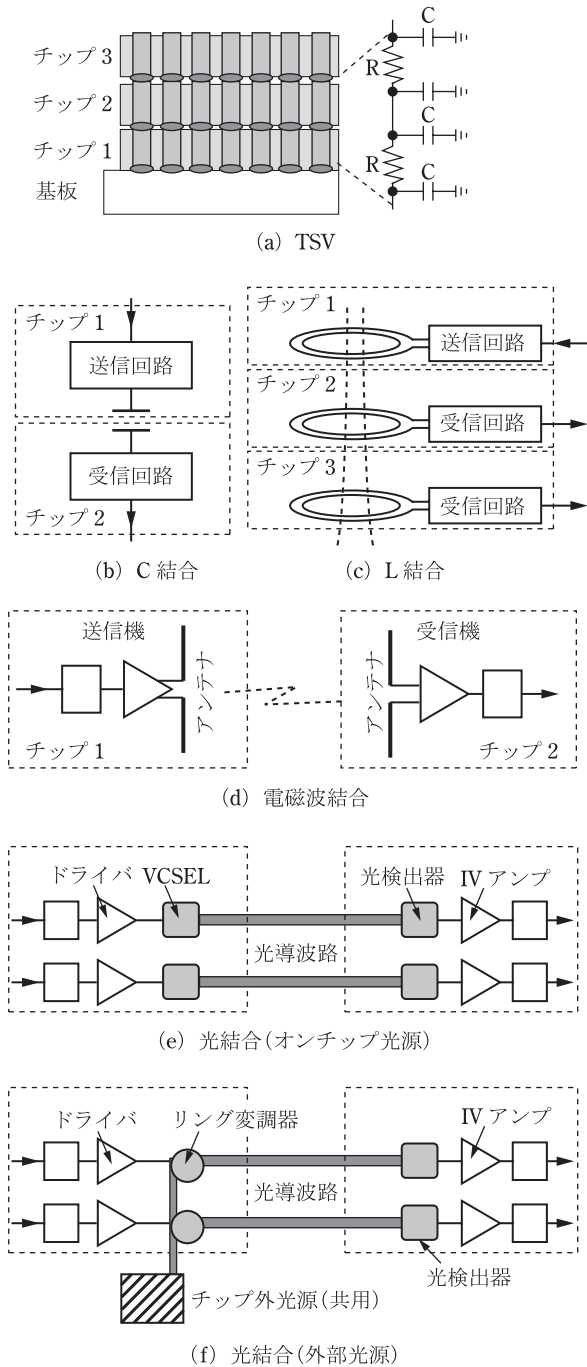 チップ 3
チップ 2
チップ 1
基板
C
R
C
C
R
C
(a) TSV
チップ 1
送信回路
受信回路
チップ 2
(b) C 結合
チップ 1
送信回路
チップ 2
受信回路
チップ 3
受信回路
(c) L 結合
送信機
アンテナ
チップ 1
受信機
アンテナ
チップ 2
(d) 電磁波結合
ドライバ VCSEL
光検出器 IV アンプ
光導波路
(e) 光結合(オンチップ光源)
ドライバ リング変調器
IV アンプ
光導波路
光検出器
チップ外光源(共用)
(f) 光結合(外部光源)